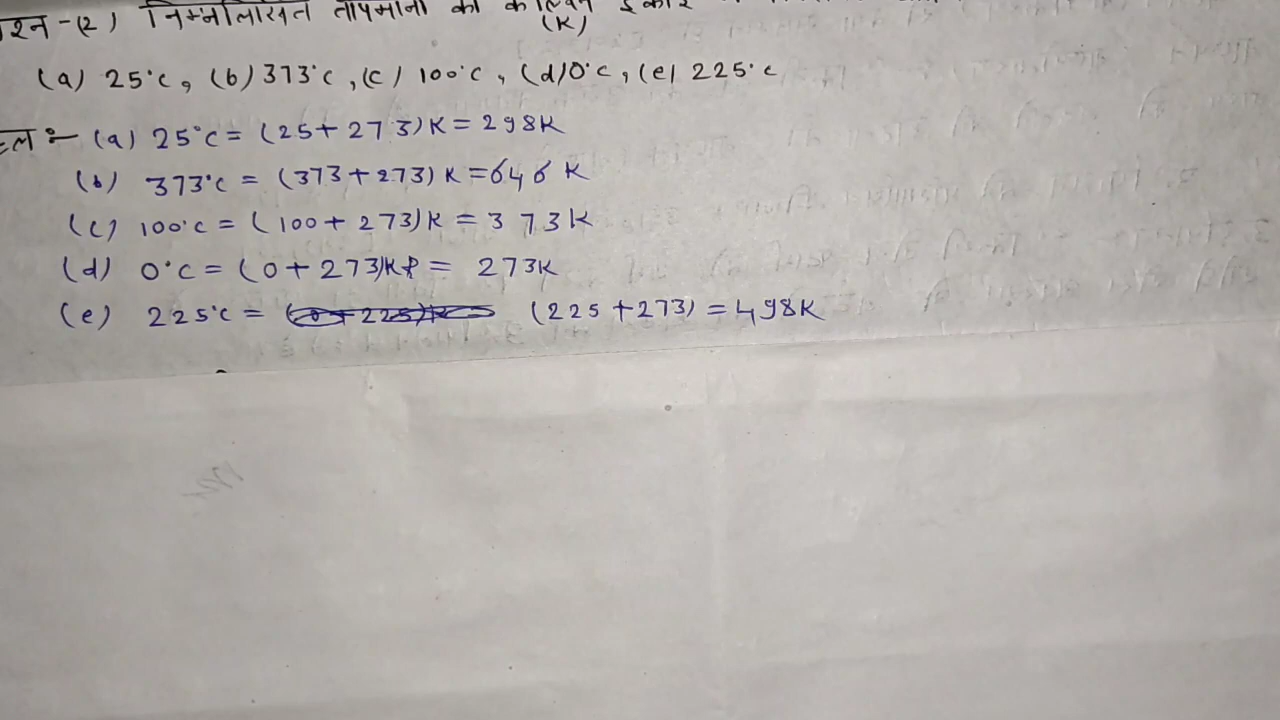 प्रश्न-(2) निम्नलिखित तापमानों को केल्विन इकाई
(K)
(a) 25°C, (b) 373°C, (c) 100°C, (d) 0°C, (e) 225°C
हल:- (a) 25°C = (25+ 273)K = 298K
(b) 373°C = (373+273) K = 646 K
(c) 100°C = (100+ 273)K = 373K
(d) 0°C = (0+ 273)K = 273K
(e) 225°C = (225 +273) = 498K